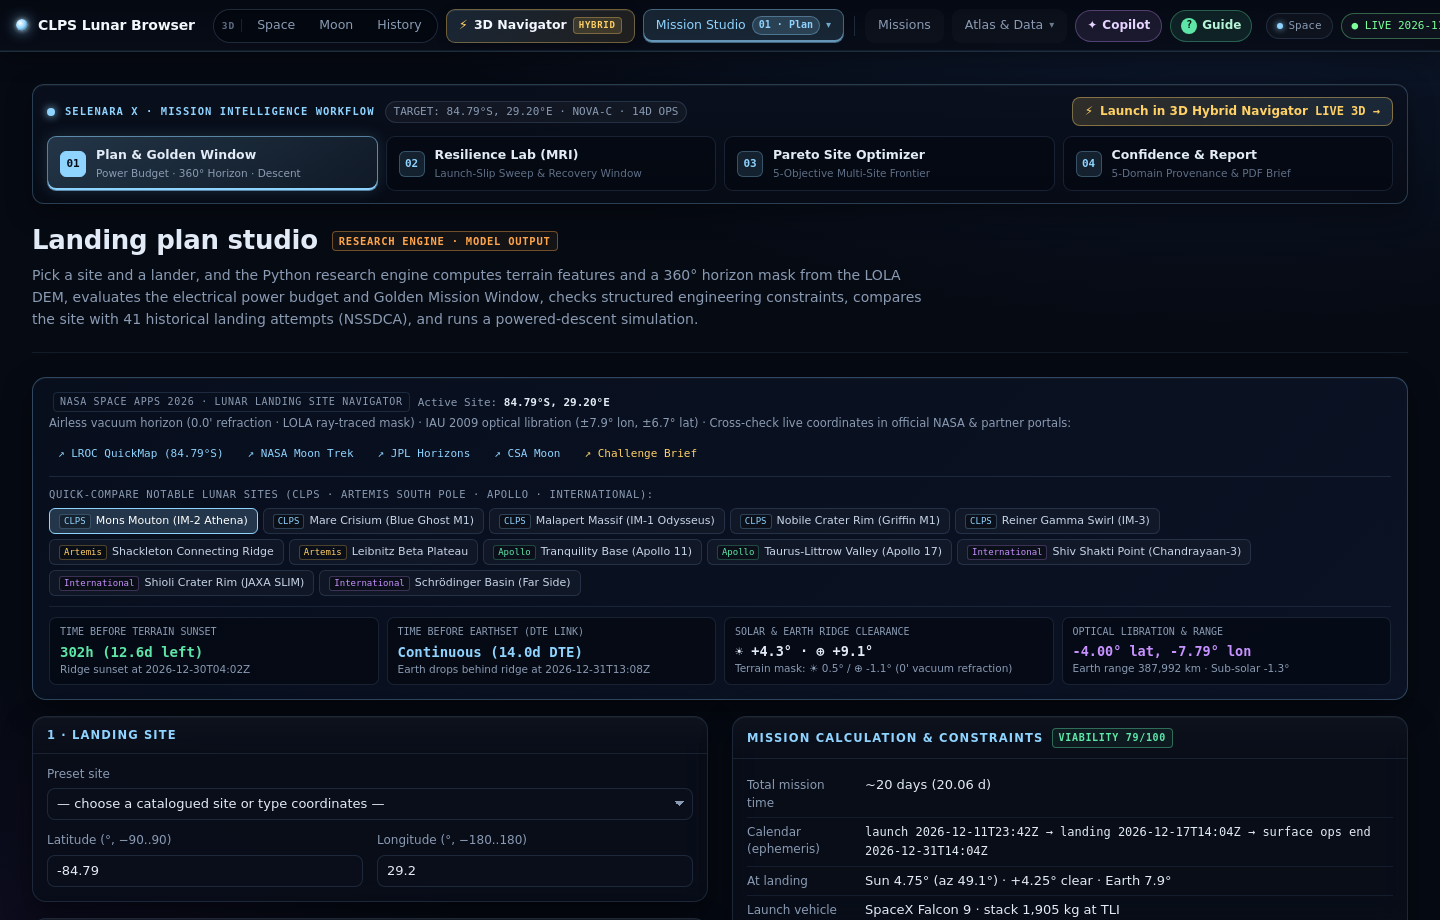 CLPS Lunar Browser
3D Space Moon History
⚡ 3D Navigator HYBRID
Mission Studio 01 · Plan ▾
Missions
Atlas & Data ▾
✦ Copilot
? Guide
Space
● LIVE 2026-1
SELENARA X · MISSION INTELLIGENCE WORKFLOW TARGET: 84.79°S, 29.20°E · NOVA-C · 14D OPS
⚡ Launch in 3D Hybrid Navigator LIVE 3D →
01 Plan & Golden Window
Power Budget · 360° Horizon · Descent
02 Resilience Lab (MRI)
Launch-Slip Sweep & Recovery Window
03 Pareto Site Optimizer
5-Objective Multi-Site Frontier
04 Confidence & Report
5-Domain Provenance & PDF Brief
Landing plan studio RESEARCH ENGINE · MODEL OUTPUT
Pick a site and a lander, and the Python research engine computes terrain features and a 360° horizon mask from the LOLA
DEM, evaluates the electrical power budget and Golden Mission Window, checks structured engineering constraints, compares
the site with 41 historical landing attempts (NSSDCA), and runs a powered-descent simulation.
NASA SPACE APPS 2026 · LUNAR LANDING SITE NAVIGATOR Active Site: 84.79°S, 29.20°E
Airless vacuum horizon (0.0' refraction · LOLA ray-traced mask) · IAU 2009 optical libration (±7.9° lon, ±6.7° lat) · Cross-check live coordinates in official NASA & partner portals:
↗ LROC QuickMap (84.79°S) ↗ NASA Moon Trek ↗ JPL Horizons ↗ CSA Moon ↗ Challenge Brief
QUICK-COMPARE NOTABLE LUNAR SITES (CLPS · ARTEMIS SOUTH POLE · APOLLO · INTERNATIONAL):
CLPS Mons Mouton (IM-2 Athena) CLPS Mare Crisium (Blue Ghost M1) CLPS Malapert Massif (IM-1 Odysseus) CLPS Nobile Crater Rim (Griffin M1) CLPS Reiner Gamma Swirl (IM-3)
Artemis Shackleton Connecting Ridge Artemis Leibnitz Beta Plateau Apollo Tranquility Base (Apollo 11) Apollo Taurus-Littrow Valley (Apollo 17) International Shiv Shakti Point (Chandrayaan-3)
International Shioli Crater Rim (JAXA SLIM) International Schrödinger Basin (Far Side)
TIME BEFORE TERRAIN SUNSET
302h (12.6d left)
Ridge sunset at 2026-12-30T04:02Z
TIME BEFORE EARTHSET (DTE LINK)
Continuous (14.0d DTE)
Earth drops behind ridge at 2026-12-31T13:08Z
SOLAR & EARTH RIDGE CLEARANCE
☀ +4.3° · ⊕ +9.1°
Terrain mask: ☀ 0.5° / ⊕ -1.1° (0' vacuum refraction)
OPTICAL LIBRATION & RANGE
-4.00° lat, -7.79° lon
Earth range 387,992 km · Sub-solar -1.3°
1 · LANDING SITE
Preset site
— choose a catalogued site or type coordinates —
Latitude (°, −90..90) Longitude (°, −180..180)
-84.79 29.2
MISSION CALCULATION & CONSTRAINTS VIABILITY 79/100
Total mission time ~20 days (20.06 d)
Calendar (ephemeris) launch 2026-12-11T23:42Z → landing 2026-12-17T14:04Z → surface ops end
2026-12-31T14:04Z
At landing Sun 4.75° (az 49.1°) · +4.25° clear · Earth 7.9°
Launch vehicle SpaceX Falcon 9 · stack 1,905 kg at TLI